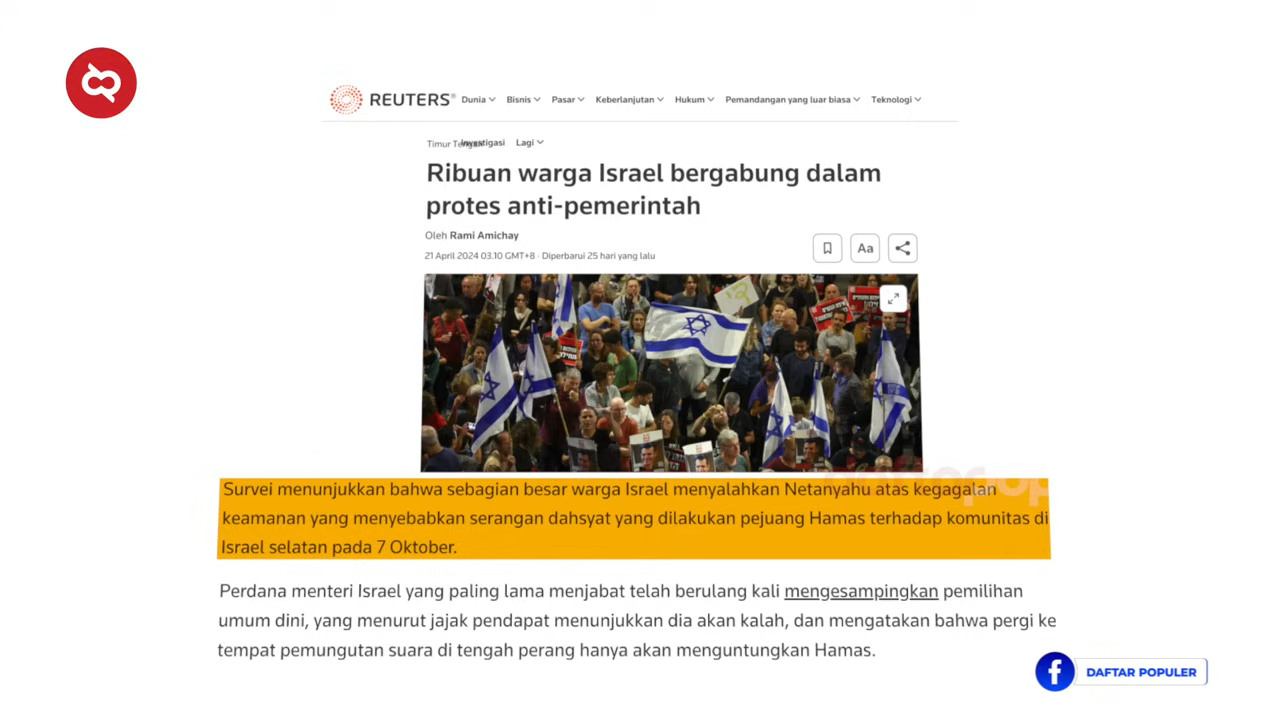 REUTERS®
Dunia Bisnis Pasar Keberlanjutan Hukum Pemandangan yang luar biasa Teknologi
Investigasi Lagi
Timur
Ribuan warga Israel bergabung dalam
protes anti-pemerintah
Oleh Rami Amichay
21 April 2024 03.10 GMT+8 · Diperbarui 25 hari yang lalu
Aa
Survei menunjukkan bahwa sebagian besar warga Israel menyalahkan Netanyahu atas kegagalan
keamanan yang menyebabkan serangan dahsyat yang dilakukan pejuang Hamas terhadap komunitas di
Israel selatan pada 7 Oktober.
Perdana menteri Israel yang paling lama menjabat telah berulang kali mengesampingkan pemilihan
umum dini, yang menurut jajak pendapat menunjukkan dia akan kalah, dan mengatakan bahwa pergi ke
tempat pemungutan suara di tengah perang hanya akan menguntungkan Hamas.
DAFTAR POPULER